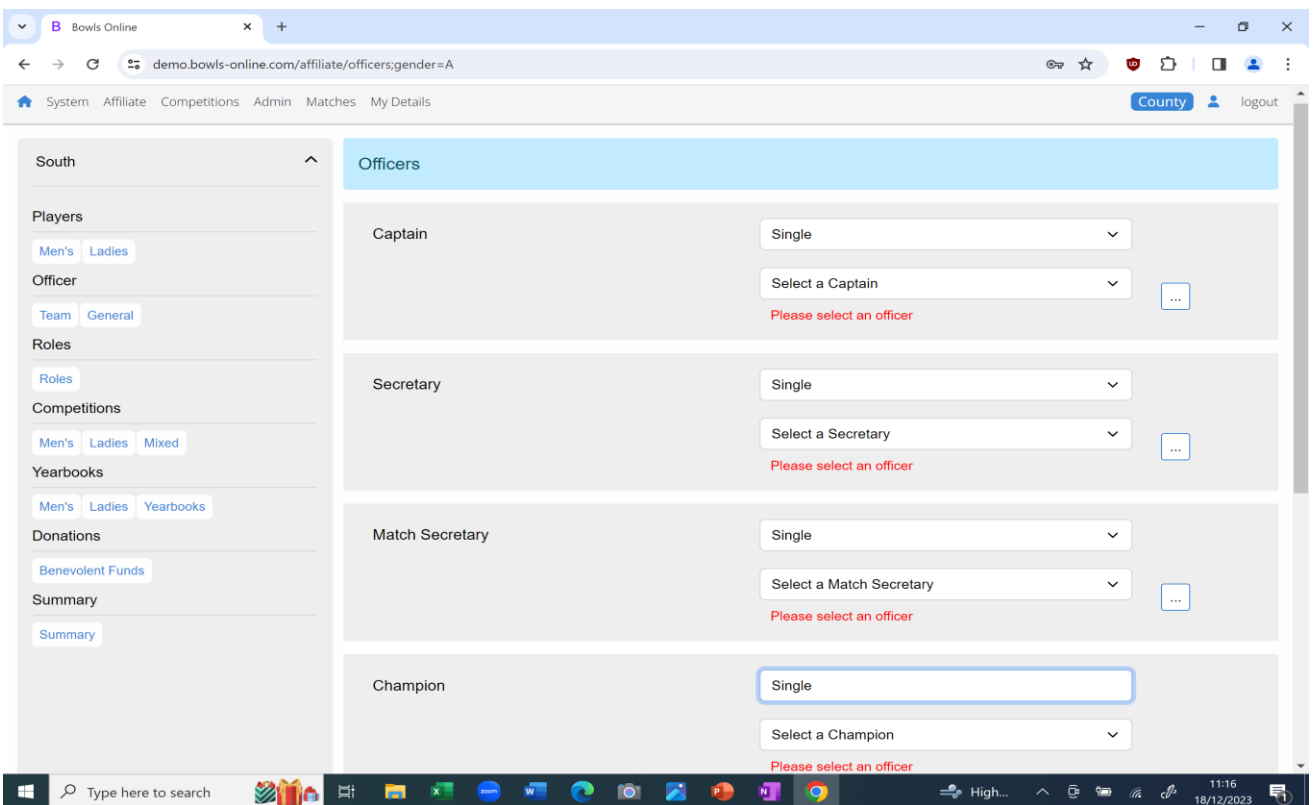 B Bowls Online
demo.bowls-online.com/affiliate/officers;gender=A
System Affiliate Competitions Admin Matches My Details County logout
South
Players
Men's Ladies
Officer
Team General
Roles
Roles
Competitions
Men's Ladies Mixed
Yearbooks
Men's Ladies Yearbooks
Donations
Benevolent Funds
Summary
Summary
Officers
Captain
Single
Select a Captain
...
Please select an officer
Secretary
Single
Select a Secretary
...
Please select an officer
Match Secretary
Single
Select a Match Secretary
...
Please select an officer
Champion
Single
Select a Champion
Please select an officer
Type here to search
zoom
High...
11:16
18/12/2023